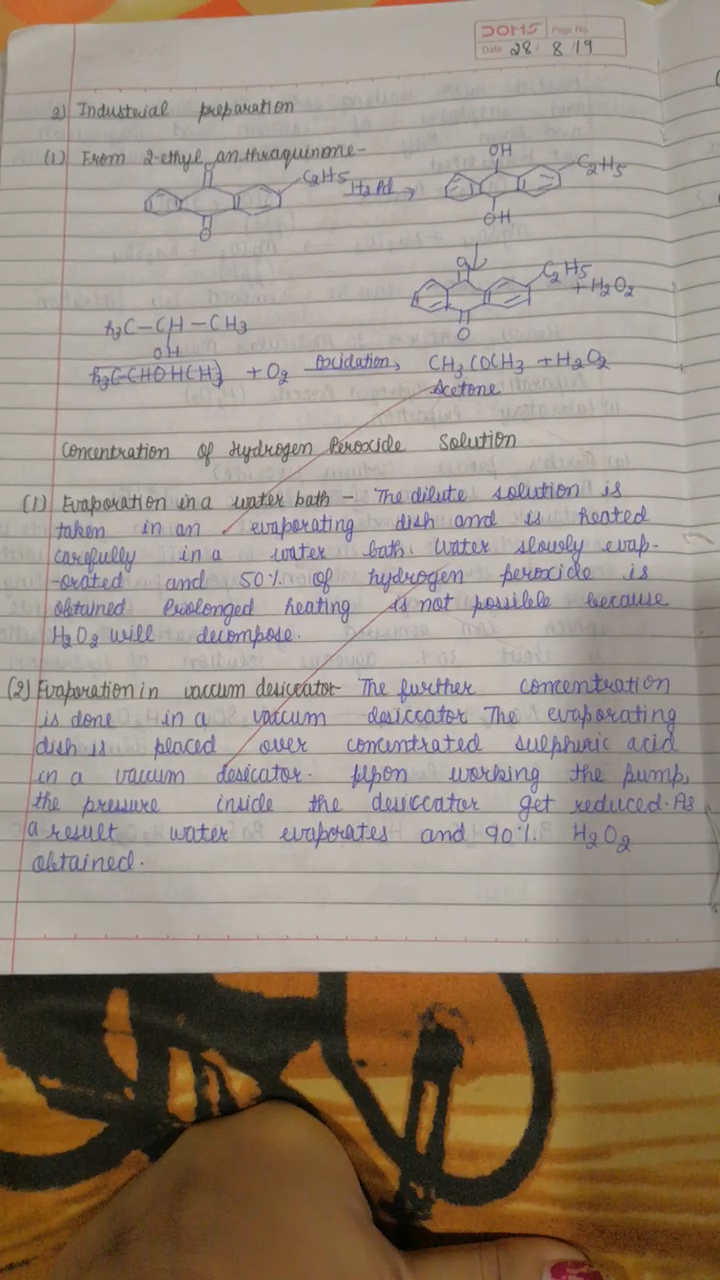 DOMS Page No.
Date 28 8 19
2) Industrial preparation
(1) From 2-ethyl anthraquinone-
O C2H5 H2 Pd → OH C2H5
O OH
O C2H5 + H2O2
O
h3C-CH-CH3
OH
+ O2 Oxidation → CH3COCH3 + H2O2
Acetone
Concentration of Hydrogen Peroxide Solution
(1) Evaporation in a water bath - The dilute solution is
taken in an evaporating dish and is heated
carefully in a water bath. Water slowly evap-
-orated and 50% of hydrogen peroxide is
obtained Prolonged heating is not possible because
H2O2 will decompose.
(2) Evaporation in vaccum desiccator- The further concentration
is done in a vaccum desiccator The evaporating
dish is placed over concentrated sulphuric acid
in a vaccum desicator. Upon working the pump,
the pressure inside the desiccator get reduced. As
a result water evaporates and 90%. H2O2
obtained.